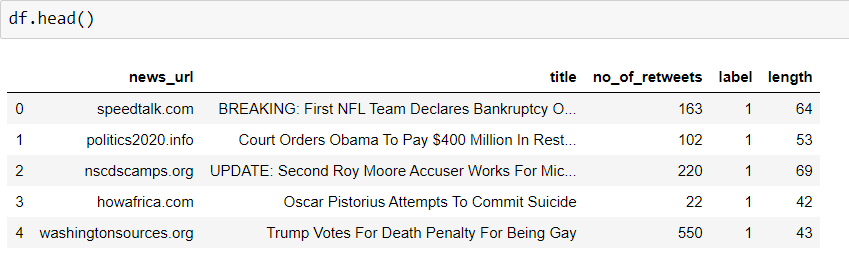 df.head()
news_url title no_of_retweets label length
0 speedtalk.com BREAKING: First NFL Team Declares Bankruptcy O... 163 1 64
1 politics2020.info Court Orders Obama To Pay $400 Million In Rest... 102 1 53
2 nscdscamps.org UPDATE: Second Roy Moore Accuser Works For Mic... 220 1 69
3 howafrica.com Oscar Pistorius Attempts To Commit Suicide 22 1 42
4 washingtonsources.org Trump Votes For Death Penalty For Being Gay 550 1 43